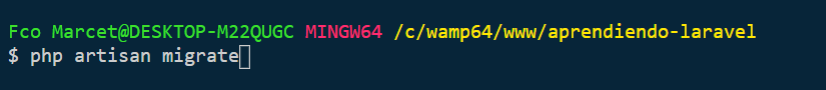 Fco Marcet@DESKTOP-M22QUGC MINGW64 /c/wamp64/www/aprendiendo-laravel
$ php artisan migrate